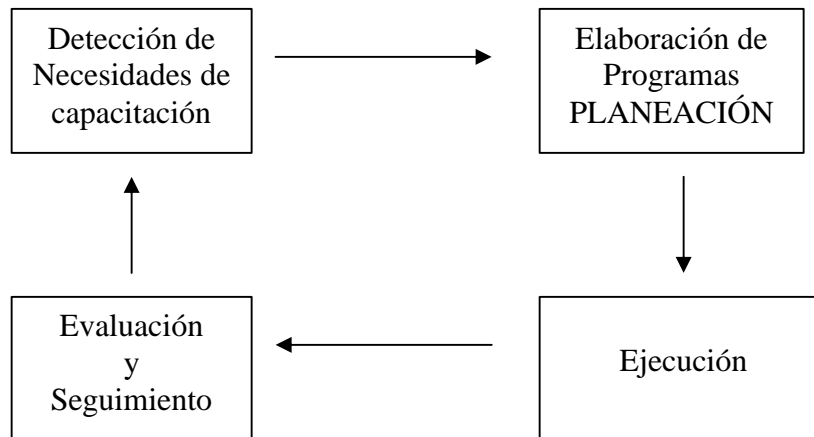 Detección de
Necesidades de
capacitación
Elaboración de
Programas
PLANEACIÓN
Evaluación
y
Seguimiento
Ejecución